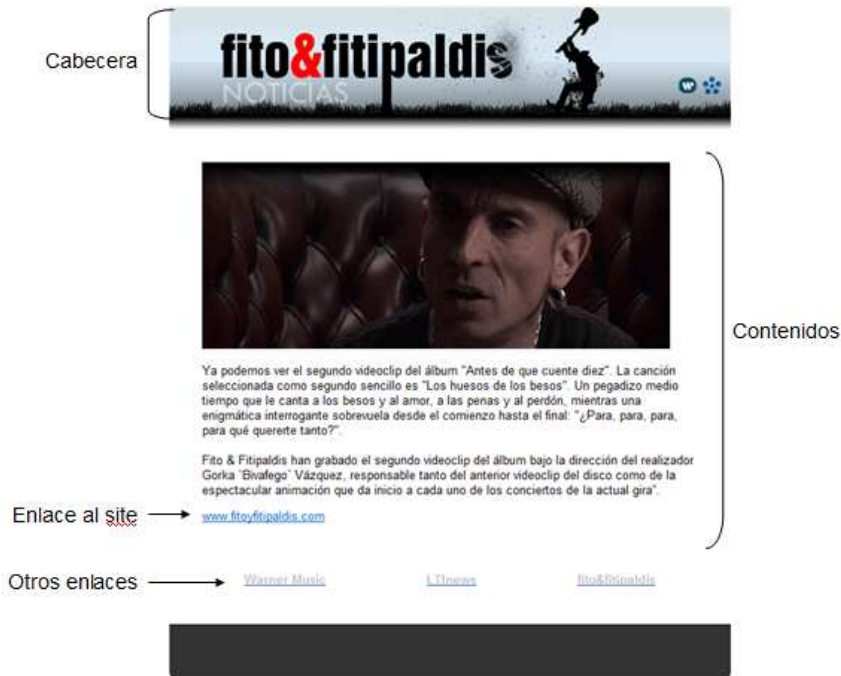 Cabecera
fito&fitipaldis
NOTICIAS
Contenidos
Ya podemos ver el segundo videoclip del álbum "Antes de que cuente diez". La canción
seleccionada como segundo sencillo es "Los huesos de los besos". Un pegadizo medio
tiempo que le canta a los besos y al amor, a las penas y al perdón, mientras una
enigmática interrogante sobrevuela desde el comienzo hasta el final: "¿Para, para, para,
para qué quererte tanto?".
Fito & Fitipaldis han grabado el segundo videoclip del álbum bajo la dirección del realizador
Gorka ¨Bivafego¨ Vázquez, responsable tanto del anterior videoclip del disco como de la
espectacular animación que da inicio a cada uno de los conciertos de la actual gira".
Enlace al site
www.fitoyfitipaldis.com
Otros enlaces
Warner Music LTInews fito&fitipaldis